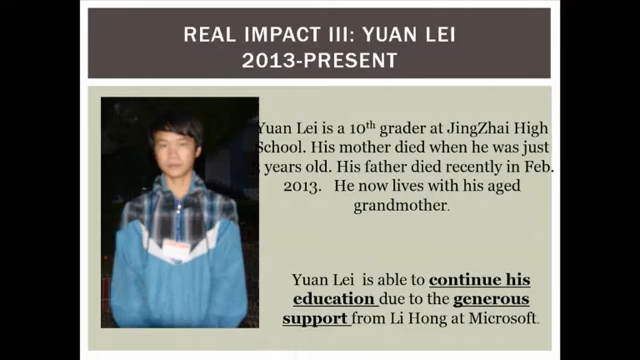 REAL IMPACT III: YUAN LEI
2013-PRESENT
Yuan Lei is a 10th grader at JingZhai High
School. His mother died when he was just
years old. His father died recently in Feb.
2013. He now lives with his aged
grandmother.
Yuan Lei is able to continue his
education due to the generous
support from Li Hong at Microsoft.